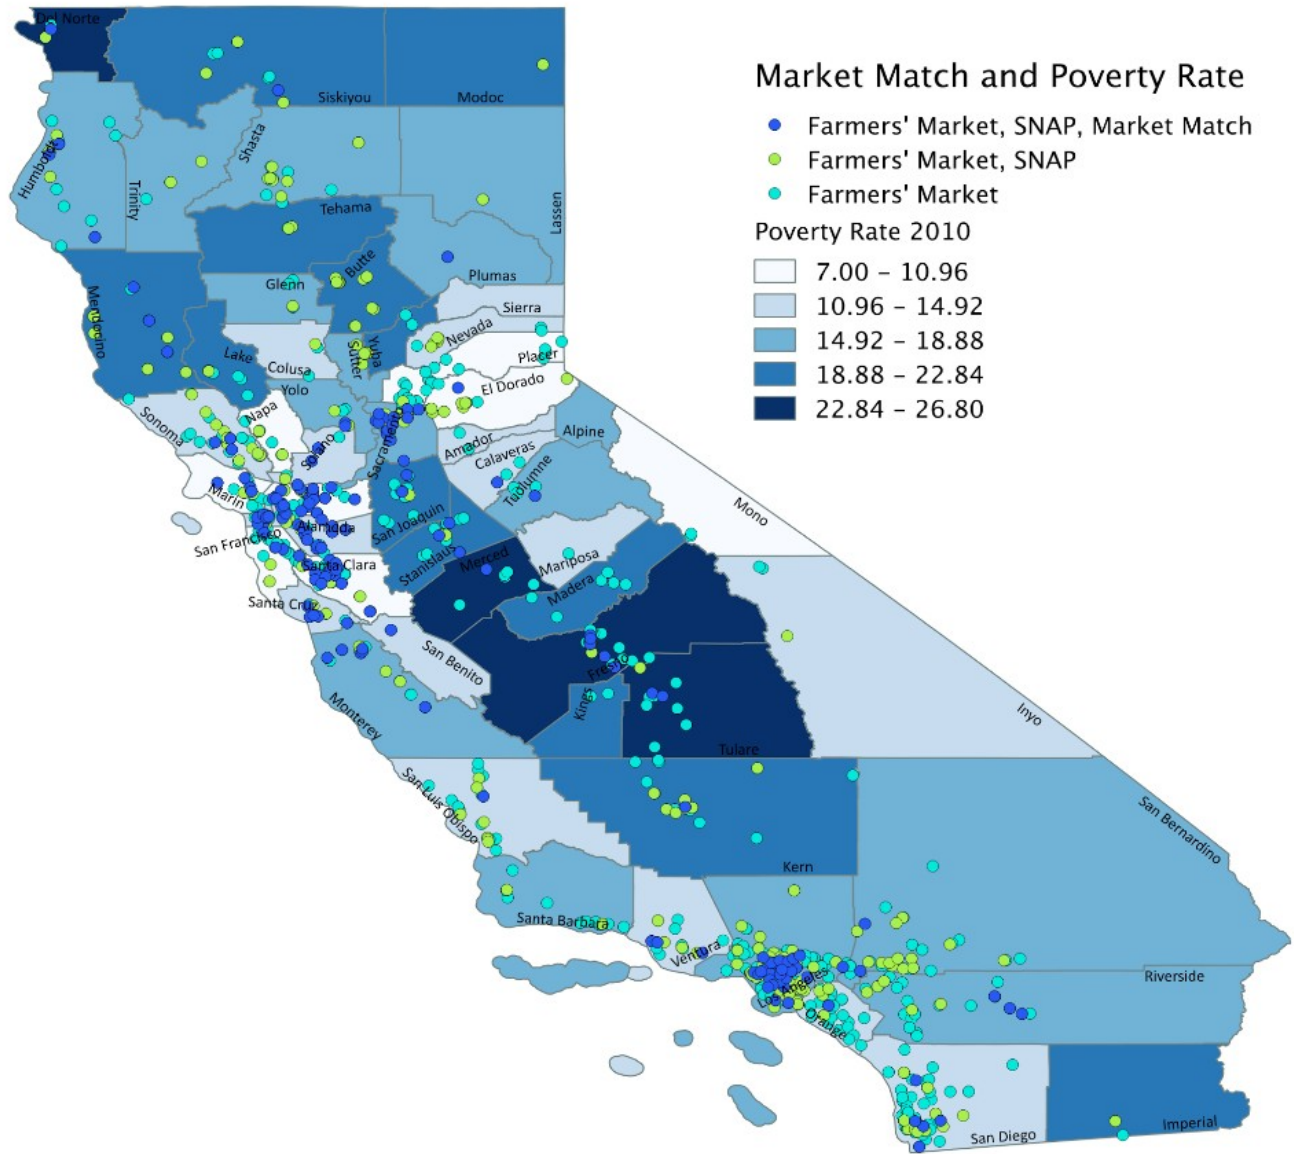 Market Match and Poverty Rate
Farmers' Market, SNAP, Market Match
Farmers' Market, SNAP
Farmers' Market
Poverty Rate 2010
7.00 – 10.96
10.96 – 14.92
14.92 – 18.88
18.88 – 22.84
22.84 – 26.80
Del Norte
Siskiyou
Modoc
Humboldt
Trinity
Shasta
Lassen
Tehama
Plumas
Mendocino
Glenn
Butte
Sierra
Nevada
Placer
Lake
Colusa
Sutter
Yuba
El Dorado
Yolo
Sonoma
Napa
Solano
Sacramento
Amador
Alpine
Calaveras
Tuolumne
Marin
San Francisco
Alameda
San Joaquin
Mono
Santa Clara
Stanislaus
Merced
Mariposa
Madera
Santa Cruz
San Benito
Fresno
Kings
Monterey
Inyo
Tulare
San Luis Obispo
San Bernardino
Kern
Santa Barbara
Ventura
Los Angeles
Riverside
Orange
San Diego
Imperial